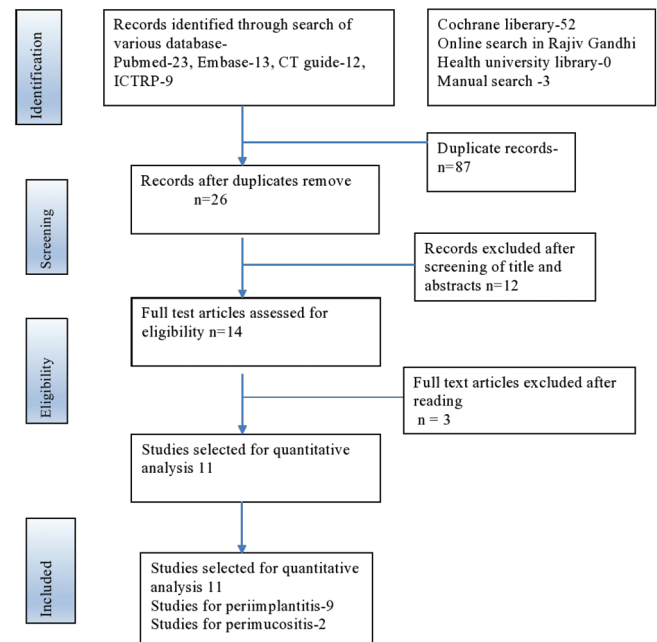 Identification
Records identified through search of
various database-
Pubmed-23, Embase-13, CT guide-12,
ICTRP-9
Cochrane liberary-52
Online search in Rajiv Gandhi
Health university library-0
Manual search -3
Duplicate records-
n=87
Screening
Records after duplicates remove
n=26
Records excluded after
screening of title and
abstracts n=12
Eligibility
Full test articles assessed for
eligibility n=14
Full text articles excluded after
reading
n = 3
Studies selected for quantitative
analysis 11
Included
Studies selected for quantitative
analysis 11
Studies for periimplantitis-9
Studies for perimucositis-2